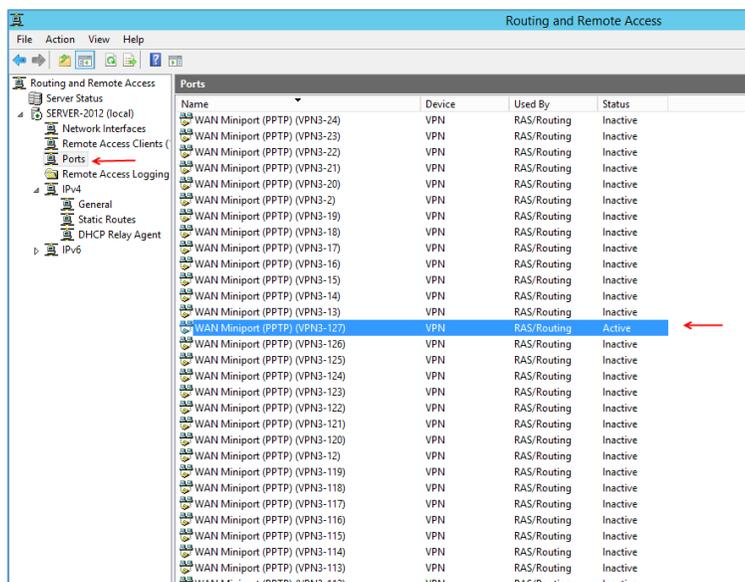 Routing and Remote Access
File Action View Help
Routing and Remote Access
Server Status
SERVER-2012 (local)
Network Interfaces
Remote Access Clients (
Ports
Remote Access Logging
IPv4
General
Static Routes
DHCP Relay Agent
IPv6
Ports
Name Device Used By Status
WAN Miniport (PPTP) (VPN3-24) VPN RAS/Routing Inactive
WAN Miniport (PPTP) (VPN3-23) VPN RAS/Routing Inactive
WAN Miniport (PPTP) (VPN3-22) VPN RAS/Routing Inactive
WAN Miniport (PPTP) (VPN3-21) VPN RAS/Routing Inactive
WAN Miniport (PPTP) (VPN3-20) VPN RAS/Routing Inactive
WAN Miniport (PPTP) (VPN3-2) VPN RAS/Routing Inactive
WAN Miniport (PPTP) (VPN3-19) VPN RAS/Routing Inactive
WAN Miniport (PPTP) (VPN3-18) VPN RAS/Routing Inactive
WAN Miniport (PPTP) (VPN3-17) VPN RAS/Routing Inactive
WAN Miniport (PPTP) (VPN3-16) VPN RAS/Routing Inactive
WAN Miniport (PPTP) (VPN3-15) VPN RAS/Routing Inactive
WAN Miniport (PPTP) (VPN3-14) VPN RAS/Routing Inactive
WAN Miniport (PPTP) (VPN3-13) VPN RAS/Routing Inactive
WAN Miniport (PPTP) (VPN3-127) VPN RAS/Routing Active
WAN Miniport (PPTP) (VPN3-126) VPN RAS/Routing Inactive
WAN Miniport (PPTP) (VPN3-125) VPN RAS/Routing Inactive
WAN Miniport (PPTP) (VPN3-124) VPN RAS/Routing Inactive
WAN Miniport (PPTP) (VPN3-123) VPN RAS/Routing Inactive
WAN Miniport (PPTP) (VPN3-122) VPN RAS/Routing Inactive
WAN Miniport (PPTP) (VPN3-121) VPN RAS/Routing Inactive
WAN Miniport (PPTP) (VPN3-120) VPN RAS/Routing Inactive
WAN Miniport (PPTP) (VPN3-12) VPN RAS/Routing Inactive
WAN Miniport (PPTP) (VPN3-119) VPN RAS/Routing Inactive
WAN Miniport (PPTP) (VPN3-118) VPN RAS/Routing Inactive
WAN Miniport (PPTP) (VPN3-117) VPN RAS/Routing Inactive
WAN Miniport (PPTP) (VPN3-116) VPN RAS/Routing Inactive
WAN Miniport (PPTP) (VPN3-115) VPN RAS/Routing Inactive
WAN Miniport (PPTP) (VPN3-114) VPN RAS/Routing Inactive
WAN Miniport (PPTP) (VPN3-113) VPN RAS/Routing Inactive